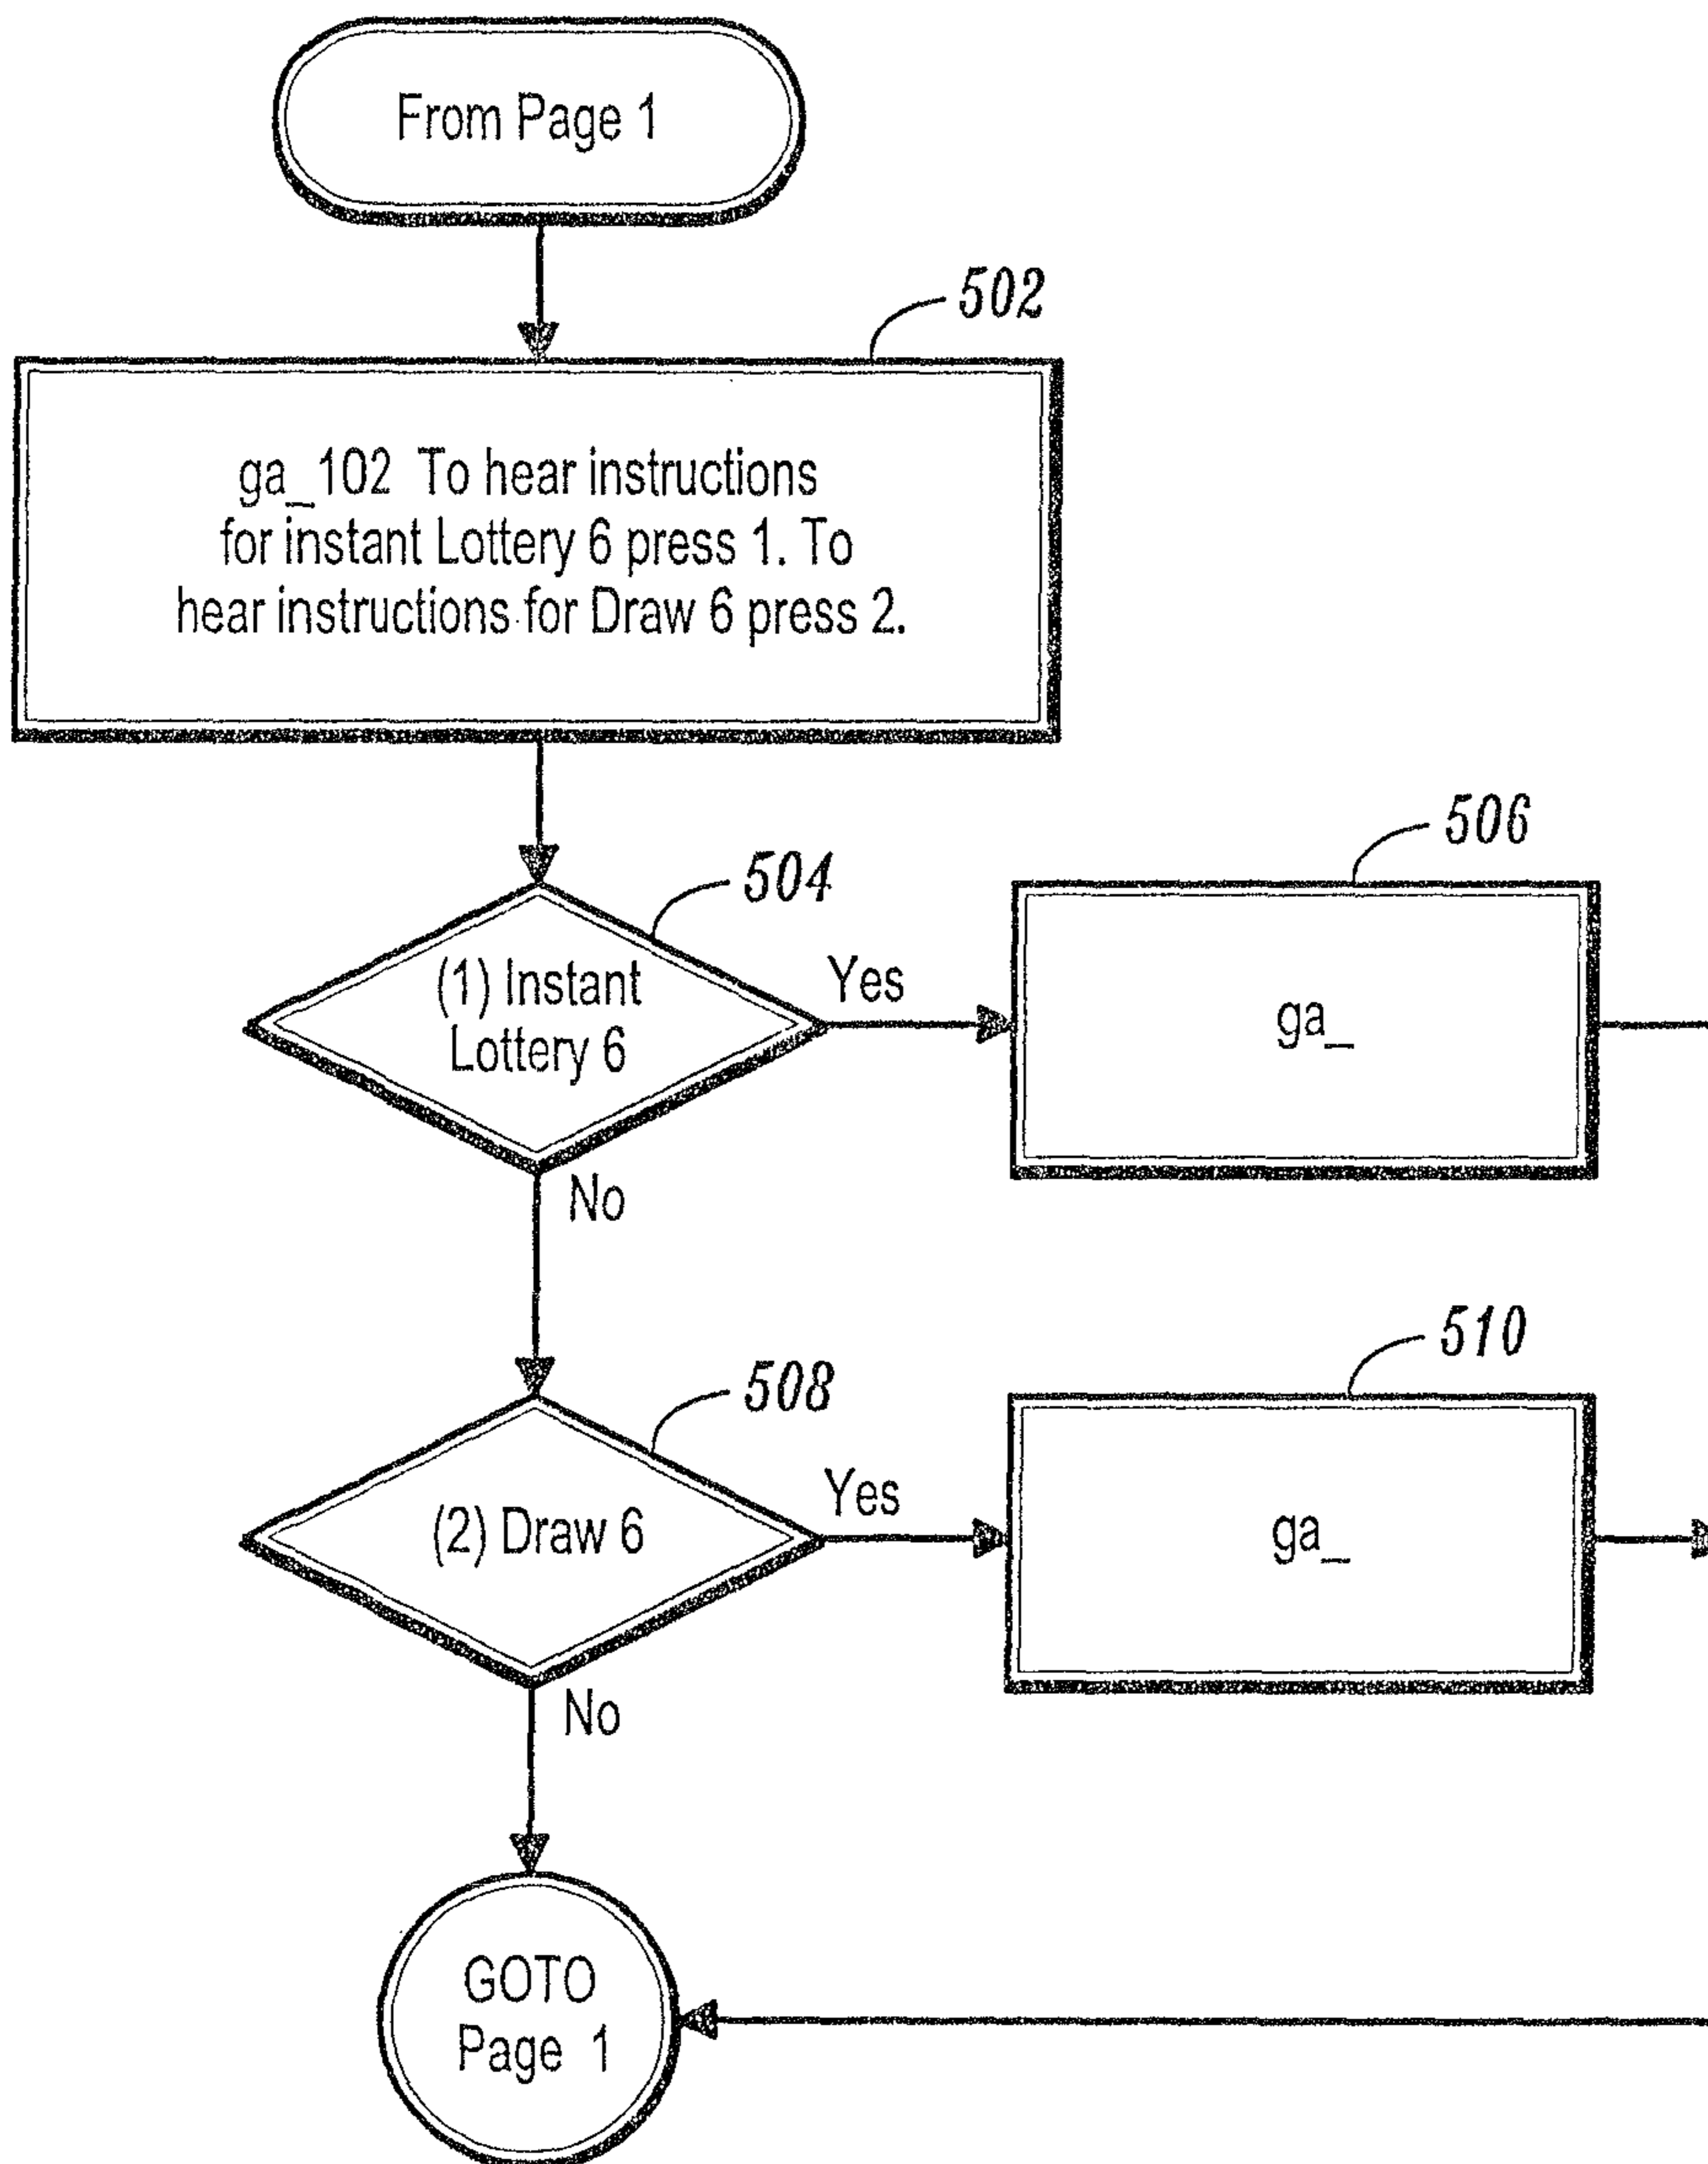 From Page 1
502
ga_102 To hear instructions
for instant Lottery 6 press 1. To
hear instructions for Draw 6 press 2.
504
(1) Instant
Lottery 6
Yes
506
ga_
No
508
(2) Draw 6
Yes
510
ga_
No
GOTO
Page 1